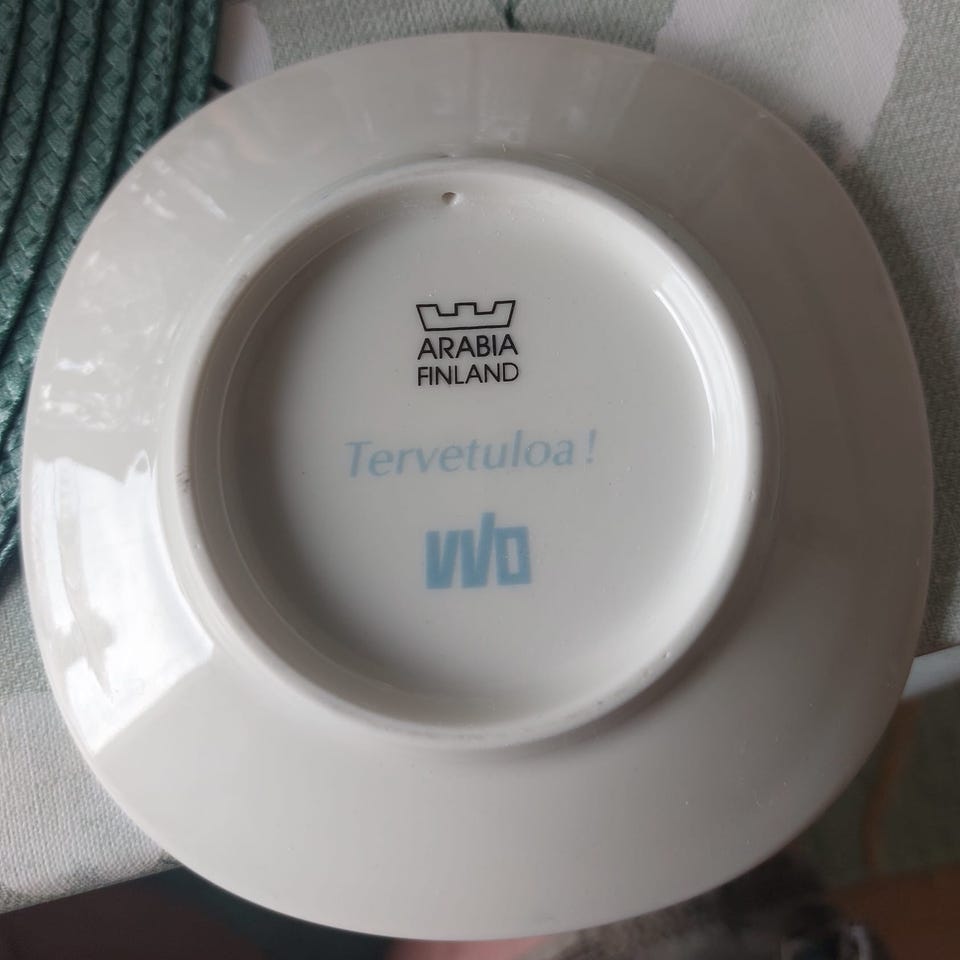 ARABIA
FINLAND
Tervetuloa!
VVO